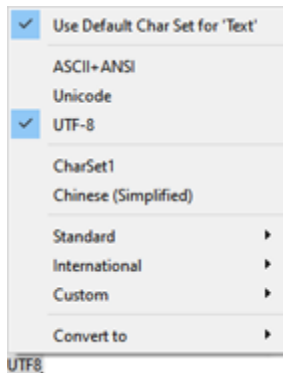 Use Default Char Set for 'Text'
ASCII+ANSI
Unicode
UTF-8
CharSet1
Chinese (Simplified)
Standard
International
Custom
Convert to
UTF8